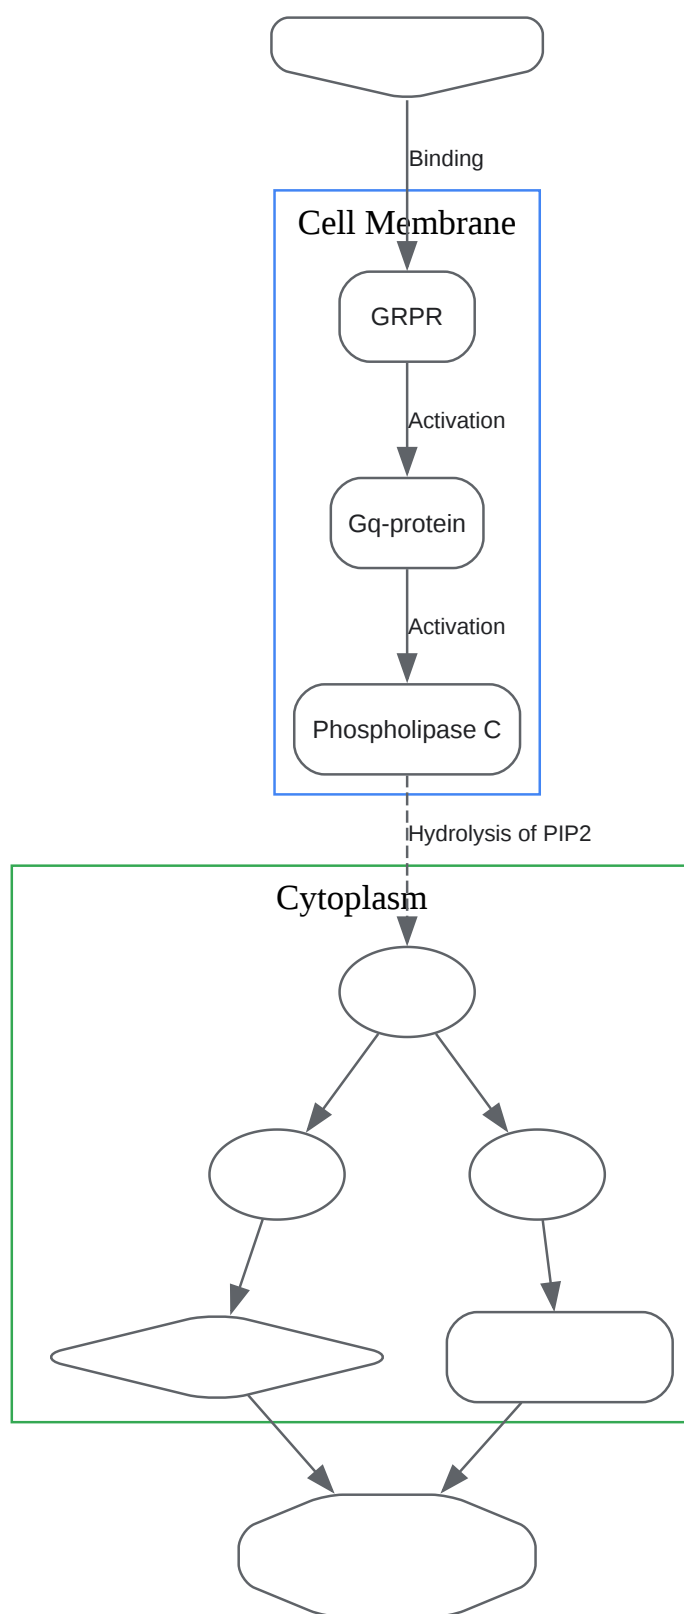 Binding
Cell Membrane
GRPR
Activation
Gq-protein
Activation
Phospholipase C
Hydrolysis of PIP2
Cytoplasm